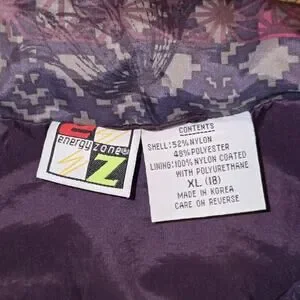 energy zone®
Z
CONTENTS
SHELL: 52% NYLON
48% POLYESTER
LINING: 100% NYLON COATED
WITH POLYURETHANE
XL (18)
MADE IN KOREA
CARE ON REVERSE